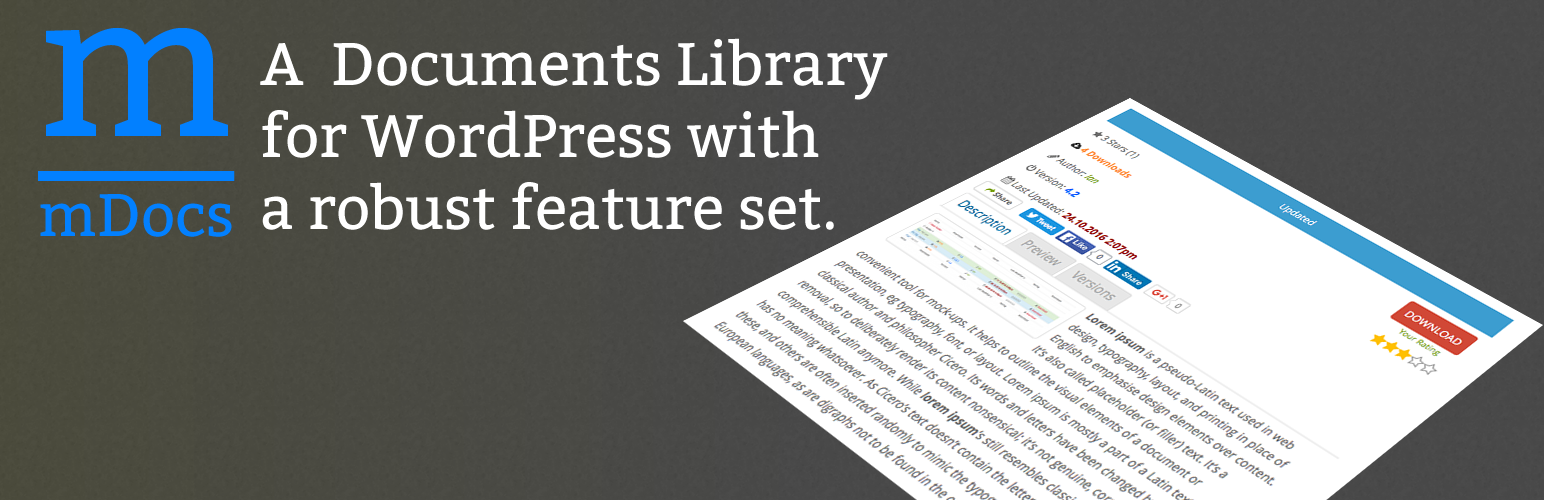 m
mDocs
A Documents Library
for WordPress with
a robust feature set.
Updated
3 Stars (1)
4 Downloads
Author: Ian
Version: 4.2
Last Updated: 24.10.2016 2:07pm
Share
Tweet
Like
0
Share
G+1
0
DOWNLOAD
Your Rating
Description
Preview
Versions
Lorem ipsum is a pseudo-Latin text used in web
design, typography, layout, and printing in place of
English to emphasise design elements over content.
It's also called placeholder (or filler) text. It's a
convenient tool for mock-ups. It helps to outline the visual elements of a document or
presentation, eg typography, font, or layout. Lorem ipsum is mostly a part of a Latin text
classical author and philosopher Cicero. Its words and letters have been changed
removal, so to deliberately render its content nonsensical; it's not genuine,
comprehensible Latin anymore. While lorem ipsum's still resembles
has no meaning whatsoever. As Cicero's text doesn't contain the
these, and others are often inserted randomly to mimic the
European languages, as are digraphs not to be found in the